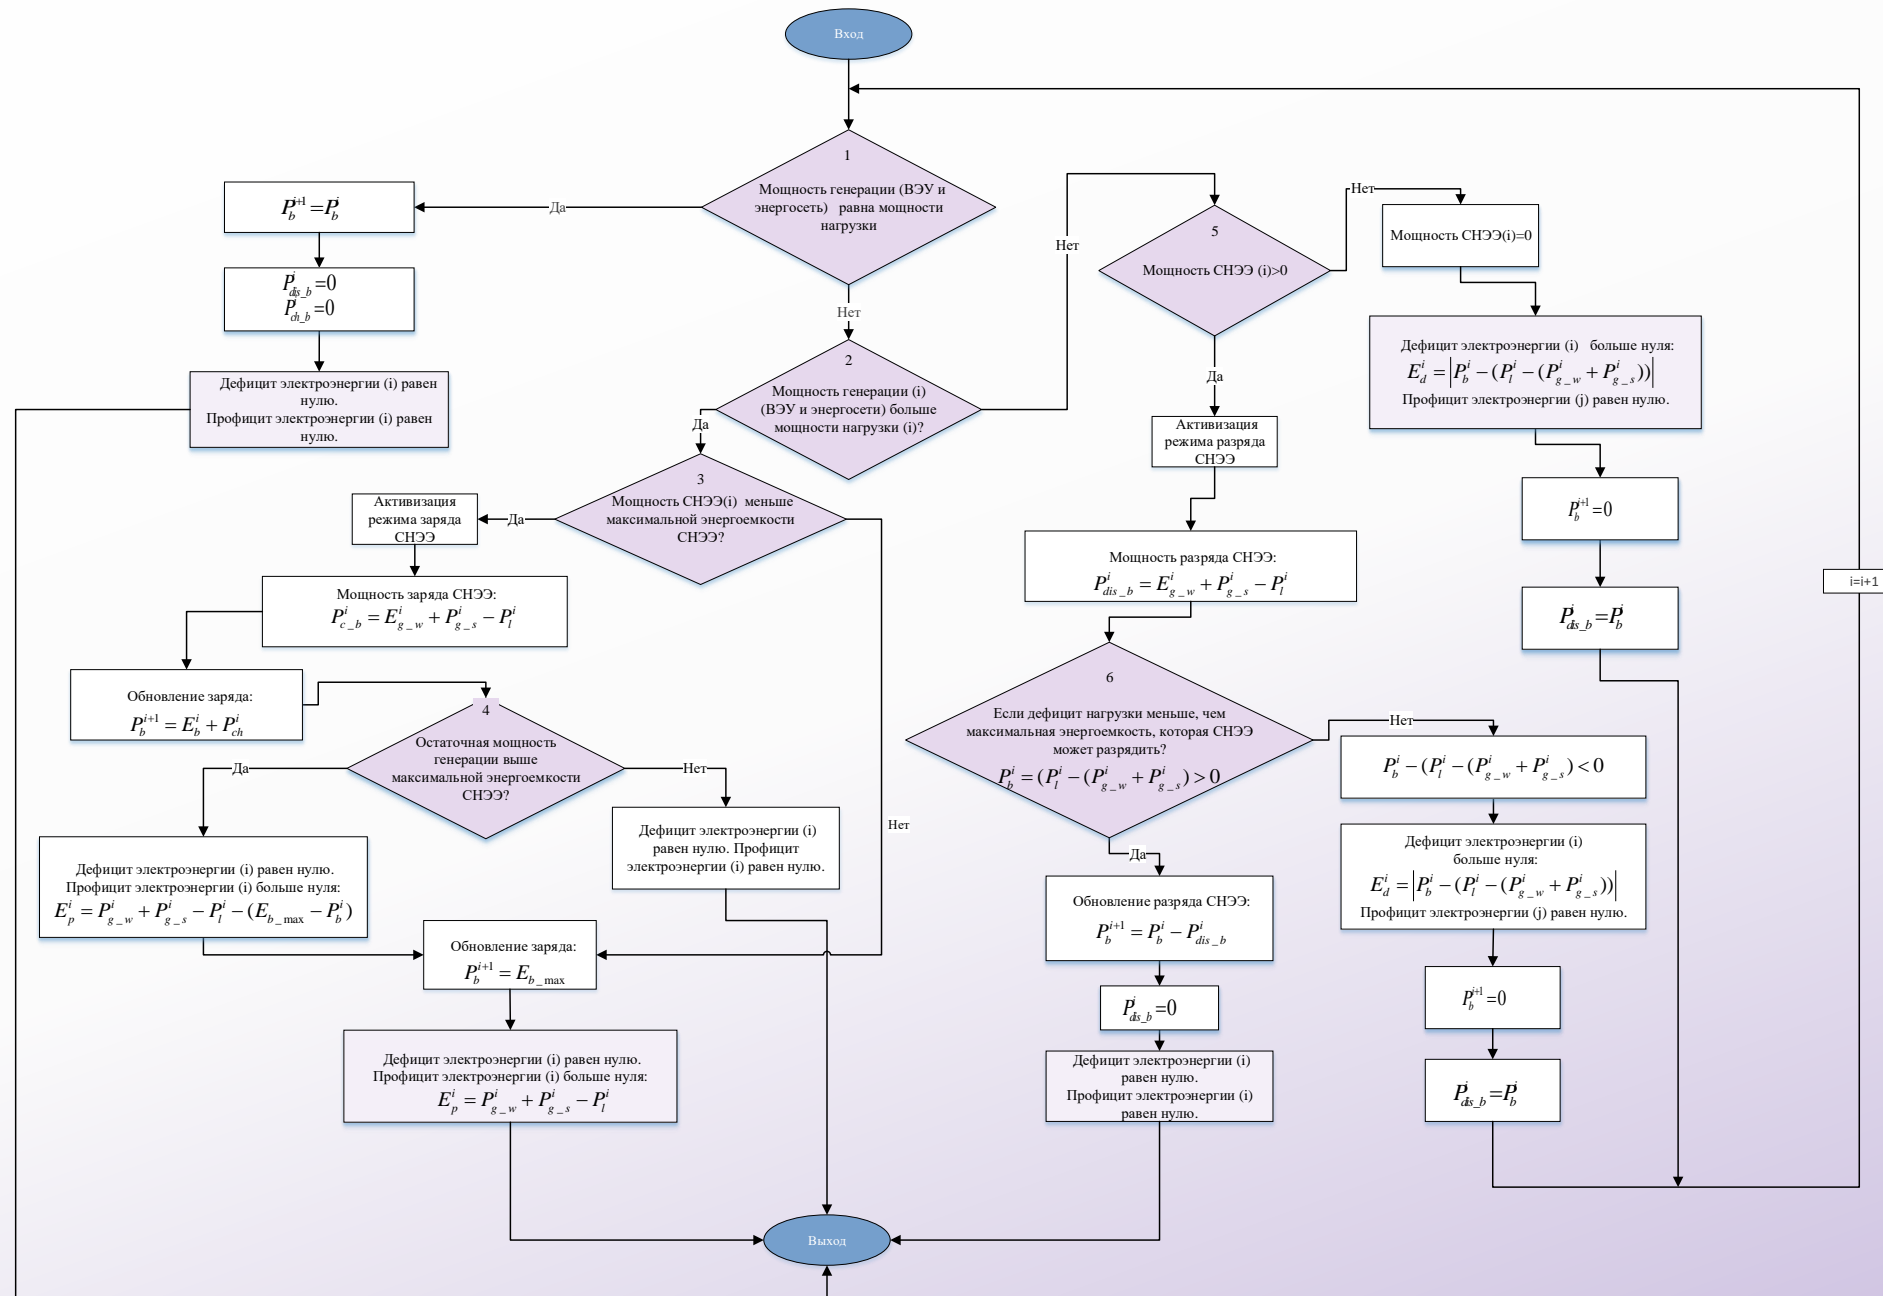 Вход
1
Мощность генерации (ВЭУ и
энергосеть) равна мощности
нагрузки
Да
P_b^{i+1}=P_b^i
P_{dis_b}^i=0
P_{ch_b}^i=0
Дефицит электроэнергии (i) равен
нулю.
Профицит электроэнергии (i) равен
нулю.
Нет
2
Мощность генерации (i)
(ВЭУ и энергосети) больше
мощности нагрузки (i)?
Да
Нет
3
Мощность СНЭЭ(i) меньше
максимальной энергоемкости
СНЭЭ?
Да
Нет
Активизация
режима заряда
СНЭЭ
Мощность заряда СНЭЭ:
P_{c_b}^i = E_{g_w}^i + P_{g_s}^i − P_l^i
Обновление заряда:
P_b^{i+1} = E_b^i + P_{ch}^i
4
Остаточная мощность
генерации выше
максимальной энергоемкости
СНЭЭ?
Да
Нет
Дефицит электроэнергии (i) равен нулю.
Профицит электроэнергии (i) больше нуля:
E_p^i = P_{g_w}^i + P_{g_s}^i − P_l^i − (E_{b_max} − P_b^i)
Дефицит электроэнергии (i)
равен нулю. Профицит
электроэнергии (i) равен нулю.
Обновление заряда:
P_b^{i+1} = E_{b_max}
Дефицит электроэнергии (i) равен нулю.
Профицит электроэнергии (i) больше нуля:
E_p^i = P_{g_w}^i + P_{g_s}^i − P_l^i
5
Мощность СНЭЭ (i)>0
Нет
Да
Мощность СНЭЭ(i)=0
Дефицит электроэнергии (i) больше нуля:
E_d^i = |P_b^i − (P_l^i − (P_{g_w}^i + P_{g_s}^i))|
Профицит электроэнергии (j) равен нулю.
P_b^{i+1}=0
P_{dis_b}^i=P_b^i
Активизация
режима разряда
СНЭЭ
Мощность разряда СНЭЭ:
P_{dis_b}^i = E_{g_w}^i + P_{g_s}^i − P_l^i
6
Если дефицит нагрузки меньше, чем
максимальная энергоемкость, которая СНЭЭ
может разрядить?
P_b^i = (P_l^i − (P_{g_w}^i + P_{g_s}^i) > 0
Нет
Да
P_b^i − (P_l^i − (P_{g_w}^i + P_{g_s}^i) < 0
Дефицит электроэнергии (i)
больше нуля:
E_d^i = |P_b^i − (P_l^i − (P_{g_w}^i + P_{g_s}^i))|
Профицит электроэнергии (j) равен нулю.
P_b^{i+1}=0
P_{dis_b}^i=P_b^i
Обновление разряда СНЭЭ:
P_b^{i+1} = P_b^i − P_{dis_b}^i
P_{dis_b}^i=0
Дефицит электроэнергии (i)
равен нулю.
Профицит электроэнергии (i)
равен нулю.
i=i+1
Выход